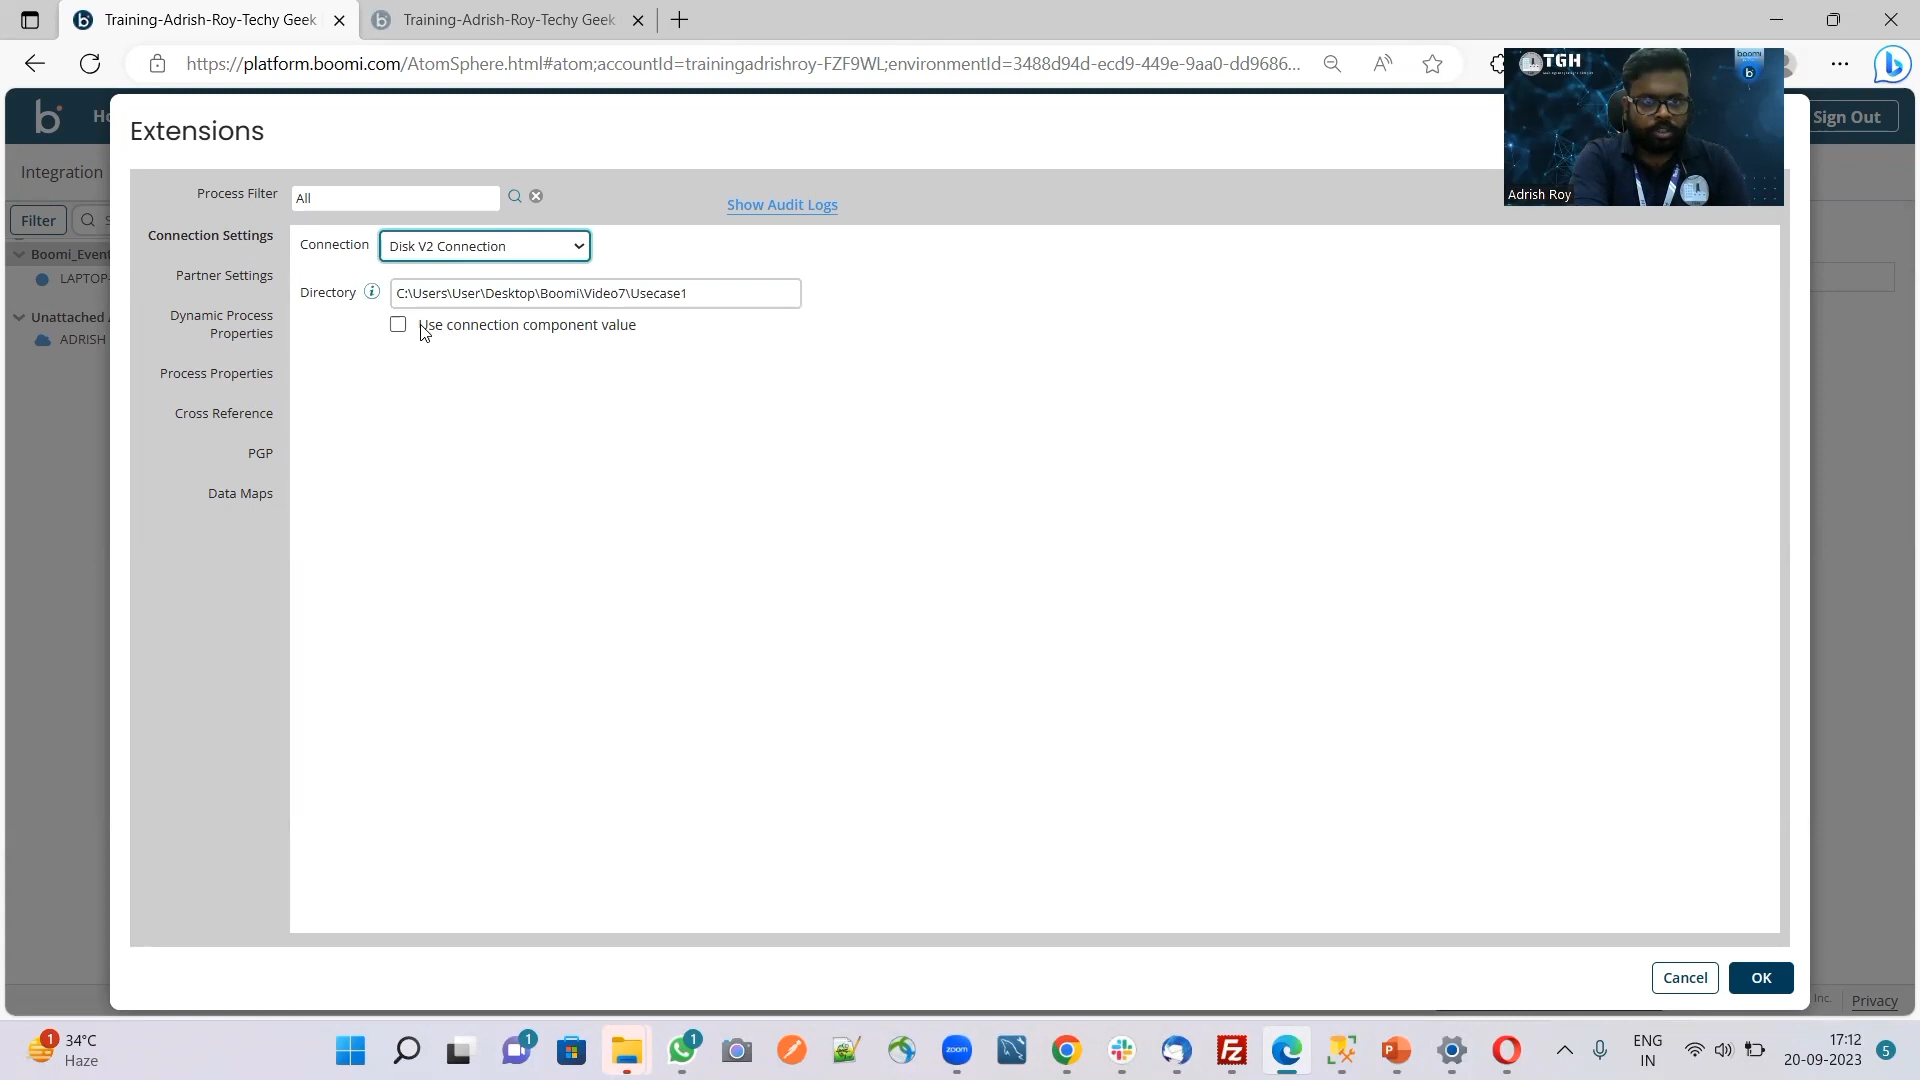 Training-Adrish-Roy-Techy Geek
Training-Adrish-Roy-Techy Geek
https://platform.boomi.com/AtomSphere.html#atom;accountId=trainingadrishroy-FZF9WL;environmentId=3488d94d-ecd9-449e-9aa0-dd9686...
TGH
boomi
Adrish Roy
Sign Out
Extensions
Integration
Process Filter
All
Show Audit Logs
Filter
Connection Settings
Connection
Disk V2 Connection
Boomi_Event
Partner Settings
LAPTOP-
Directory
C:\Users\User\Desktop\Boomi\Video7\Usecase1
Dynamic Process
Properties
Use connection component value
Unattached
ADRISH
Process Properties
Cross Reference
PGP
Data Maps
Cancel
OK
Inc.
Privacy
34°C
Haze
zoom
ENG
IN
17:12
20-09-2023
5